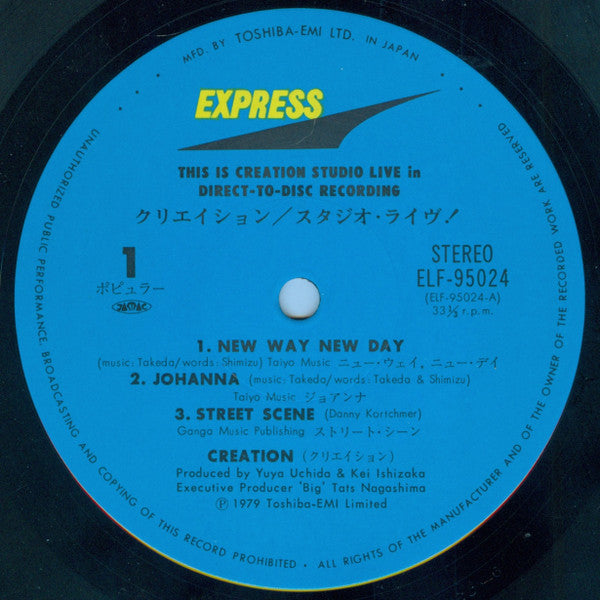 MFD. BY TOSHIBA-EMI LTD. IN JAPAN
EXPRESS
THIS IS CREATION STUDIO LIVE in
DIRECT-TO-DISC RECORDING
クリエイション／スタジオ・ライヴ！
1
ポピュラー
JASRAC
STEREO
ELF-95024
(ELF-95024-A)
33⅓ r.p.m.
1. NEW WAY NEW DAY
(music: Takeda/words: Shimizu) Taiyo Music ニュー・ウェイ, ニュー・デイ
2. JOHANNA (music: Takeda/words: Takeda & Shimizu)
Taiyo Music ジョアンナ
3. STREET SCENE (Danny Kortchmer)
Ganga Music Publishing ストリート・シーン
CREATION (クリエイション)
Produced by Yuya Uchida & Kei Ishizaka
Executive Producer 'Big' Tats Nagashima
Ⓟ 1979 Toshiba-EMI Limited
UNAUTHORIZED PUBLIC PERFORMANCE, BROADCASTING AND COPYING OF THIS RECORD PROHIBITED • ALL RIGHTS OF THE MANUFACTURER AND OF THE OWNER OF THE RECORDED WORK ARE RESERVED